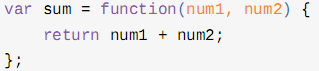 var sum = function(num1, num2) {
    return num1 + num2;
};